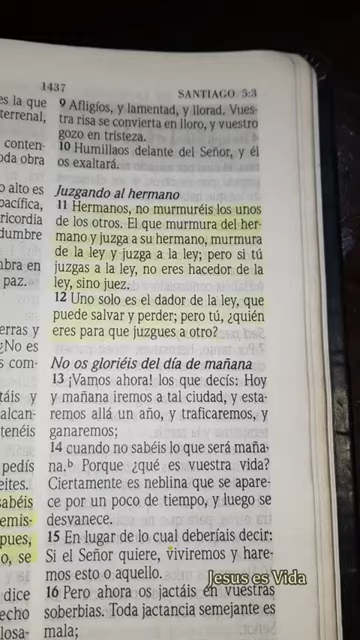 1437
SANTIAGO 5:3
es la que
terrenal,
conten-
oda obra
o alto es
pacífica,
ricordia
dumbre
mbra en
paz.
erras y
¿No es
s com-
táis y
alcan-
tenéis
pedís
eites.
sabéis
emis-
pues,
o, se
dice
echo
losa-
9 Afligíos, y lamentad, y llorad. Vues-
tra risa se convierta en lloro, y vuestro
gozo en tristeza.
10 Humillaos delante del Señor, y él
os exaltará.
Juzgando al hermano
11 Hermanos, no murmuréis los unos
de los otros. El que murmura del her-
mano y juzga a su hermano, murmura
de la ley y juzga a la ley; pero si tú
juzgas a la ley, no eres hacedor de la
ley, sino juez.
12 Uno solo es el dador de la ley, que
puede salvar y perder; pero tú, ¿quién
eres para que juzgues a otro?
No os gloriéis del día de mañana
13 ¡Vamos ahora! los que decís: Hoy
y mañana iremos a tal ciudad, y esta-
remos allá un año, y traficaremos, y
ganaremos;
14 cuando no sabéis lo que será maña-
na.b Porque ¿qué es vuestra vida?
Ciertamente es neblina que se apare-
ce por un poco de tiempo, y luego se
desvanece.
15 En lugar de lo cual deberíais decir:
Si el Señor quiere, viviremos y hare-
mos esto o aquello.
16 Pero ahora os jactáis en vuestras
soberbias. Toda jactancia semejante es
mala;
Jesus es Vida